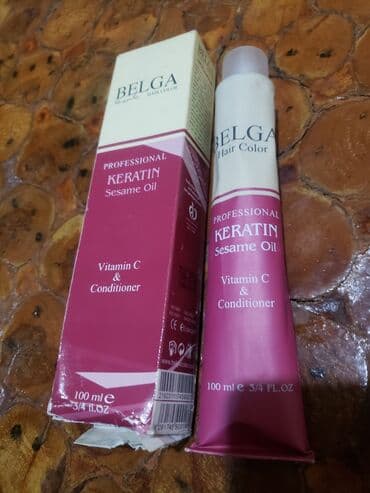 BELGA
HAIR COLOR
PROFESSIONAL
KERATIN
Sesame Oil
Vitamin C
&
Conditioner
100 ml e
3/4 fl.OZ
BELGA
Hair Color
PROFESSIONAL
KERATIN
Sesame Oil
Vitamin C
&
Conditioner
100 ml e 3/4 FL.OZ